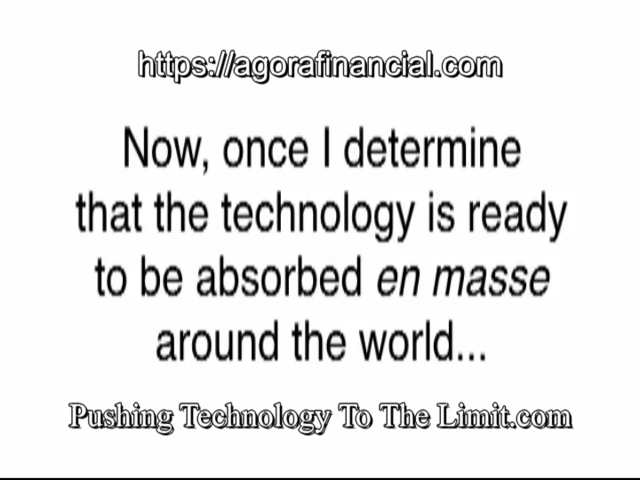 https://agorafinancial.com
Now, once I determine
that the technology is ready
to be absorbed en masse
around the world...
Pushing Technology To The Limit.com